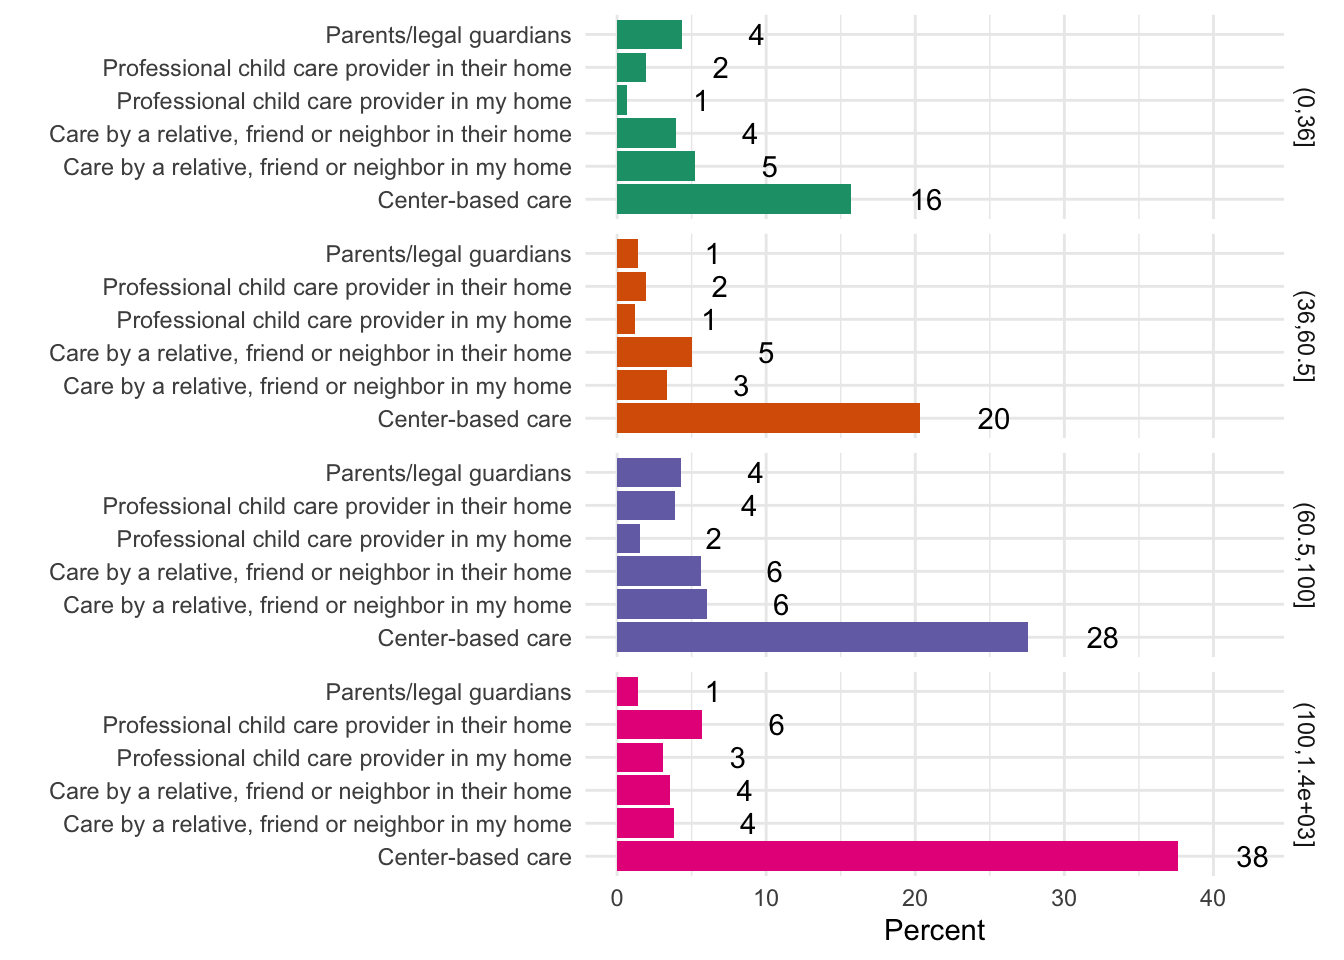 Parents/legal guardians 4
Professional child care provider in their home 2
Professional child care provider in my home 1
Care by a relative, friend or neighbor in their home 4
Care by a relative, friend or neighbor in my home 5
Center-based care 16
(0,36]
Parents/legal guardians 1
Professional child care provider in their home 2
Professional child care provider in my home 1
Care by a relative, friend or neighbor in their home 5
Care by a relative, friend or neighbor in my home 3
Center-based care 20
(36,60.5]
Parents/legal guardians 4
Professional child care provider in their home 4
Professional child care provider in my home 2
Care by a relative, friend or neighbor in their home 6
Care by a relative, friend or neighbor in my home 6
Center-based care 28
(60.5,100]
Parents/legal guardians 1
Professional child care provider in their home 6
Professional child care provider in my home 3
Care by a relative, friend or neighbor in their home 4
Care by a relative, friend or neighbor in my home 4
Center-based care 38
(100,1.4e+03]
0 10 20 30 40
Percent